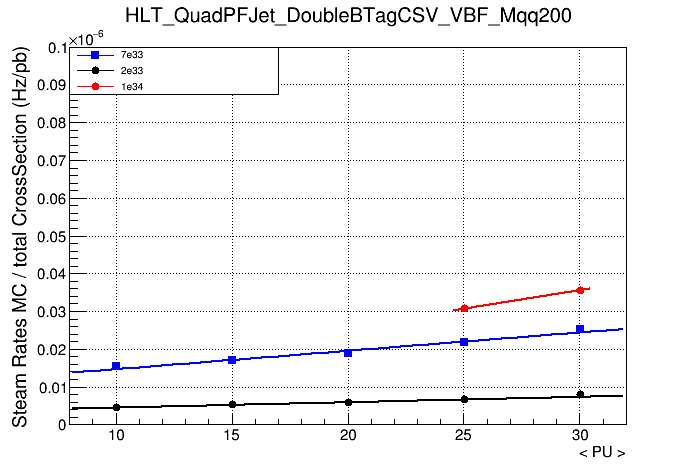 HLT_QuadPFJet_DoubleBTagCSV_VBF_Mqq200
×10⁻⁶
Steam Rates MC / total CrossSection (Hz/pb)
0.1
0.09
0.08
0.07
0.06
0.05
0.04
0.03
0.02
0.01
0
7e33
2e33
1e34
10 15 20 25 30
< PU >